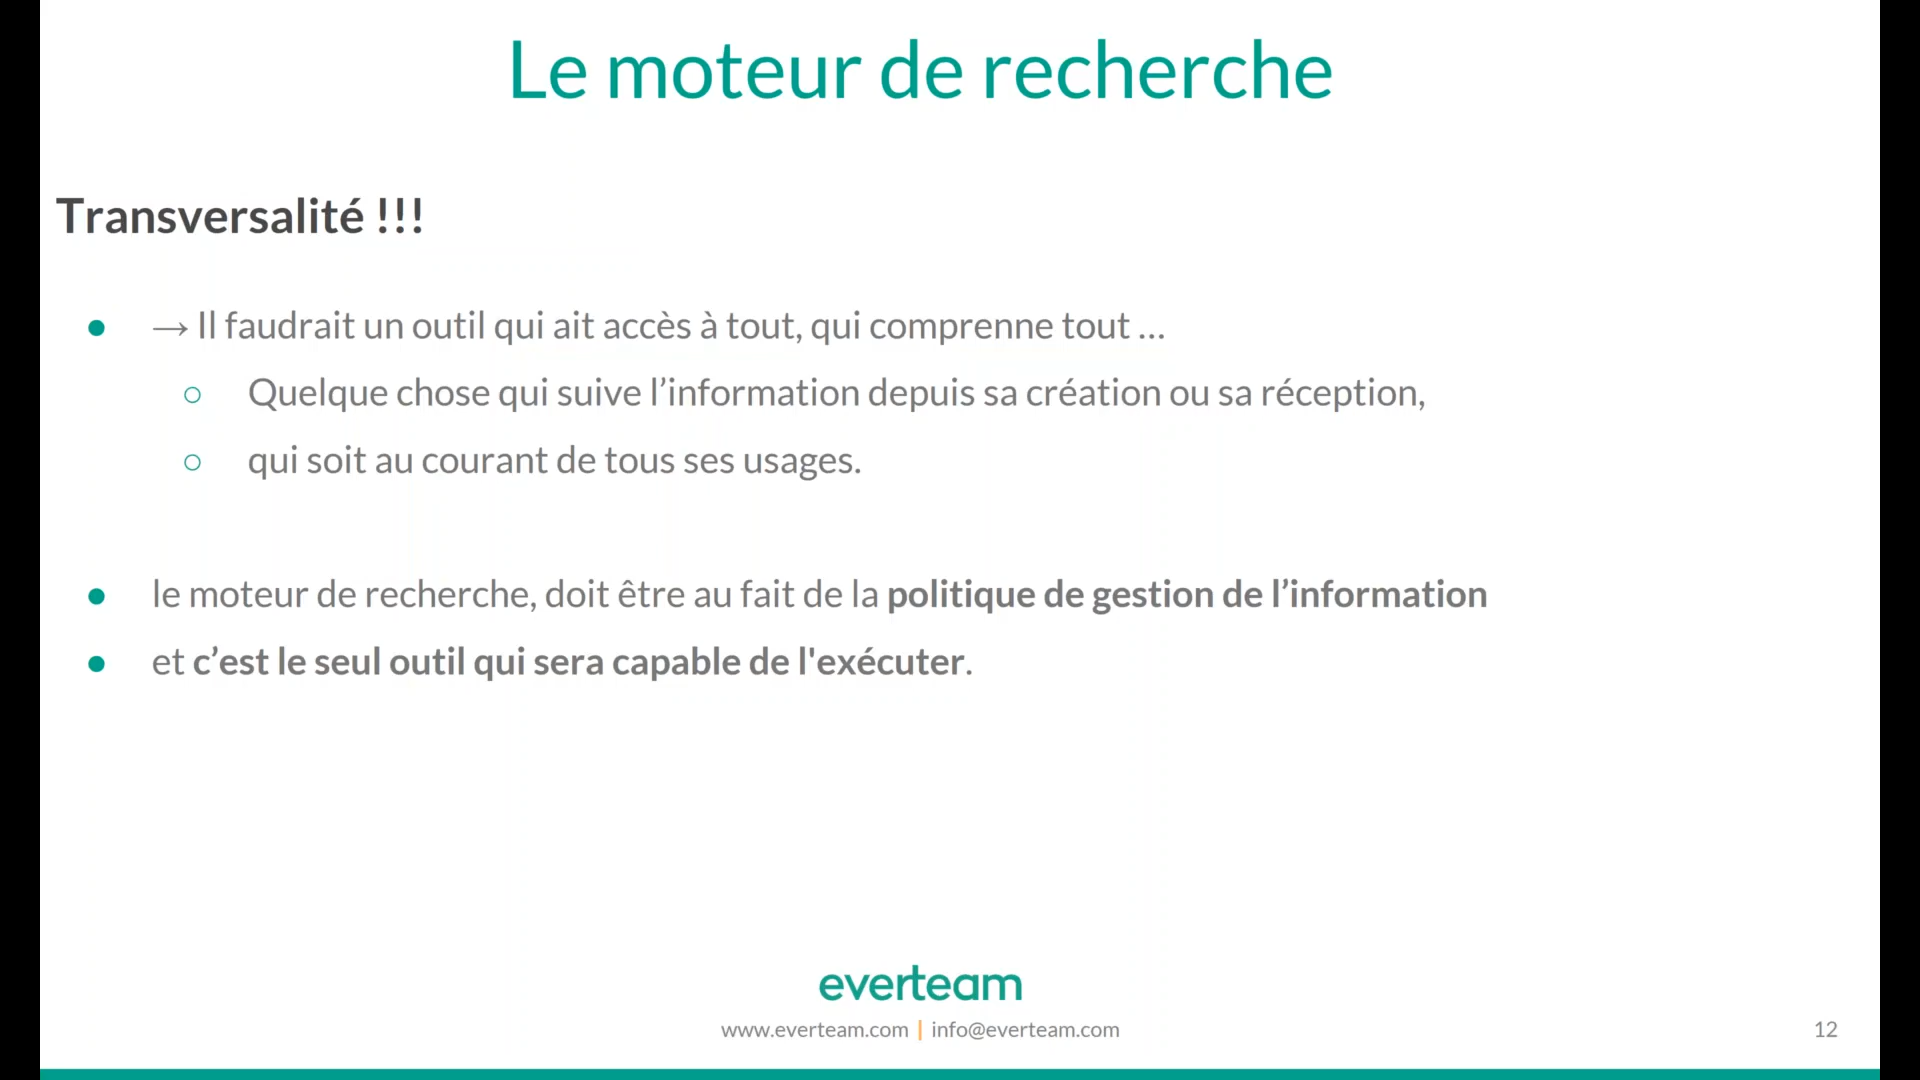 Le moteur de recherche
Transversalité !!!
● → Il faudrait un outil qui ait accès à tout, qui comprenne tout ...
○ Quelque chose qui suive l’information depuis sa création ou sa réception,
○ qui soit au courant de tous ses usages.
● le moteur de recherche, doit être au fait de la politique de gestion de l’information
● et c’est le seul outil qui sera capable de l'exécuter.
everteam
www.everteam.com | info@everteam.com
12